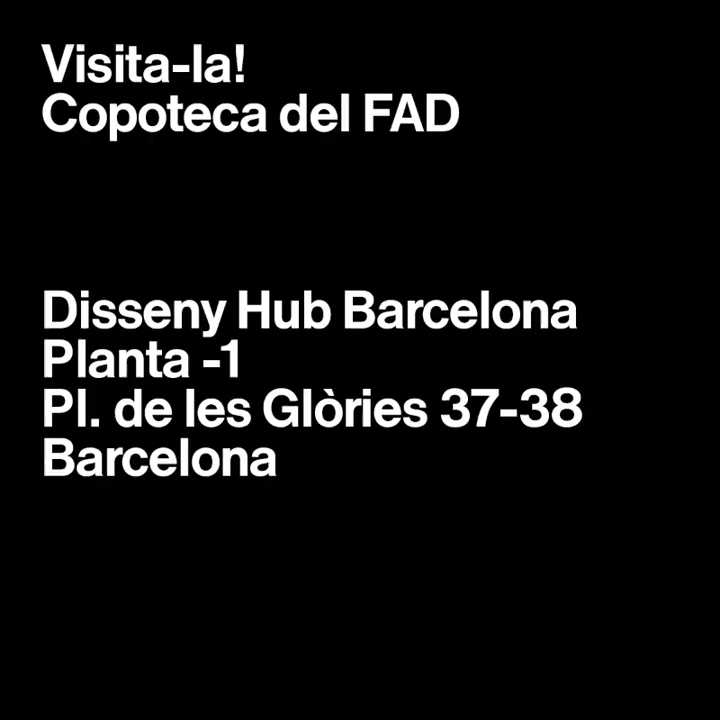 Visita-la!
Copoteca del FAD
Disseny Hub Barcelona
Planta -1
Pl. de les Glòries 37-38
Barcelona